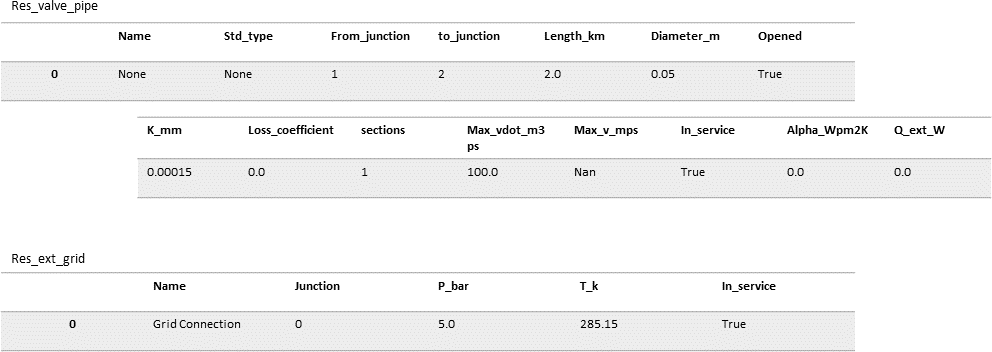 Res_valve_pipe
Name Std_type From_junction to_junction Length_km Diameter_m Opened
0 None None 1 2 2.0 0.05 True
K_mm Loss_coefficient sections Max_vdot_m3 Max_v_mps In_service Alpha_Wpm2K Q_ext_W
ps
0.00015 0.0 1 100.0 Nan True 0.0 0.0
Res_ext_grid
Name Junction P_bar T_k In_service
0 Grid Connection 0 5.0 285.15 True